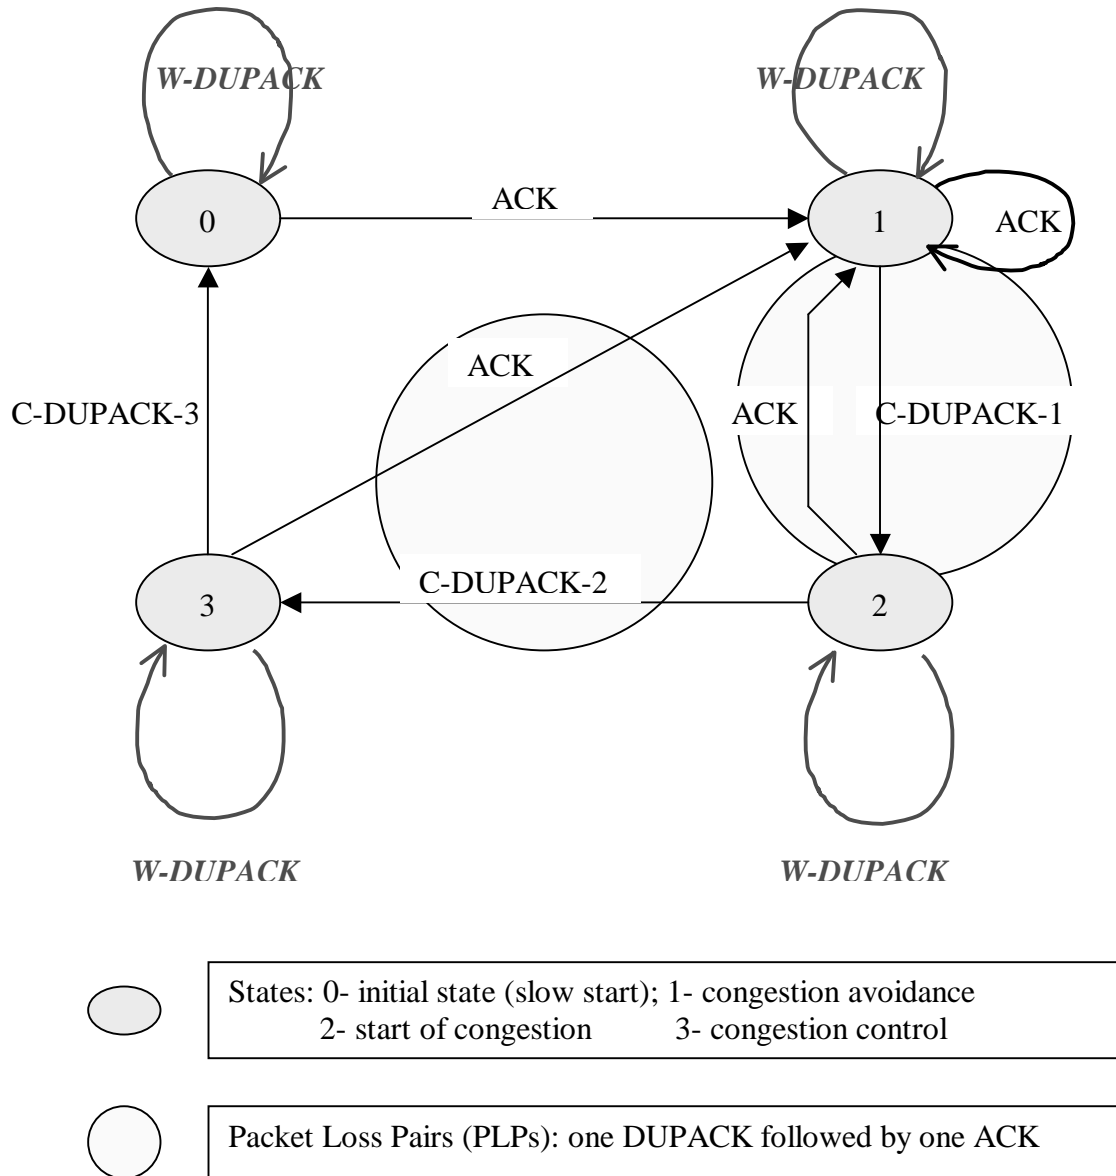 W-DUPACK W-DUPACK
ACK
0 1 ACK
ACK
C-DUPACK-3 ACK C-DUPACK-1
C-DUPACK-2
3 2
W-DUPACK W-DUPACK
States: 0- initial state (slow start); 1- congestion avoidance
2- start of congestion 3- congestion control
Packet Loss Pairs (PLPs): one DUPACK followed by one ACK